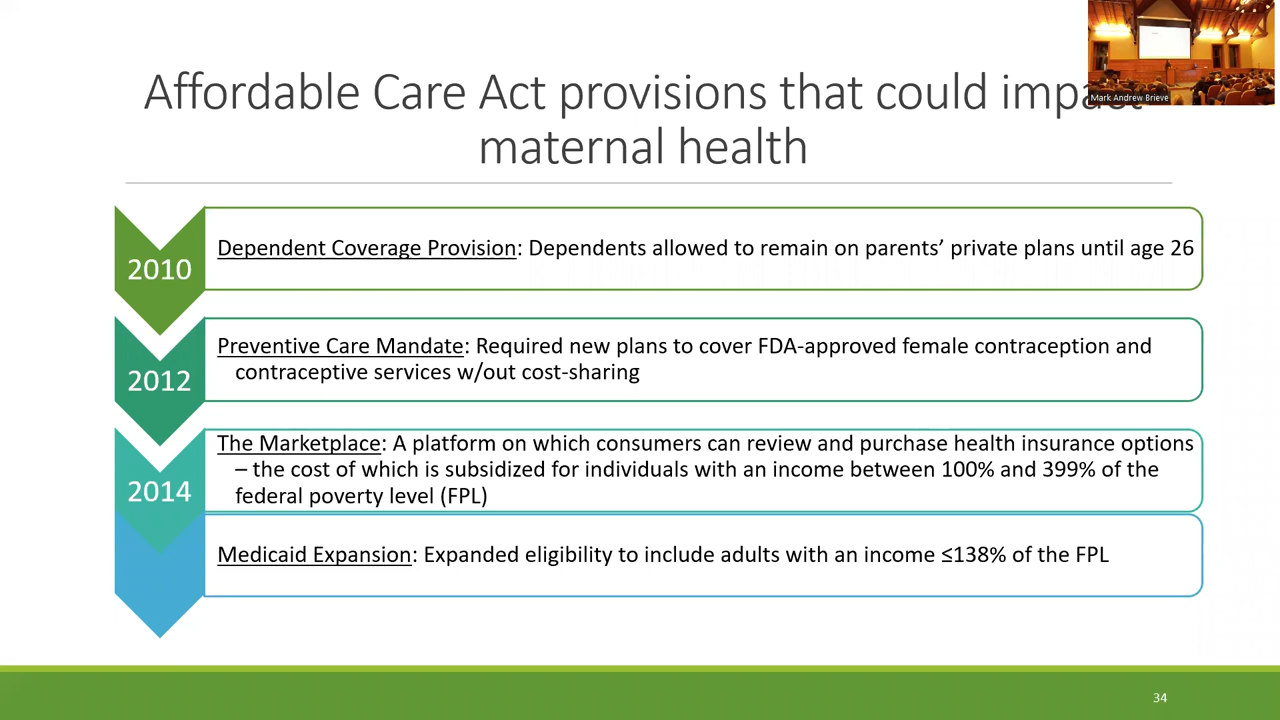 Affordable Care Act provisions that could impact
maternal health
Mark Andrew Brieve
2010
Dependent Coverage Provision: Dependents allowed to remain on parents’ private plans until age 26
2012
Preventive Care Mandate: Required new plans to cover FDA-approved female contraception and
contraceptive services w/out cost-sharing
2014
The Marketplace: A platform on which consumers can review and purchase health insurance options
– the cost of which is subsidized for individuals with an income between 100% and 399% of the
federal poverty level (FPL)
Medicaid Expansion: Expanded eligibility to include adults with an income ≤138% of the FPL
34